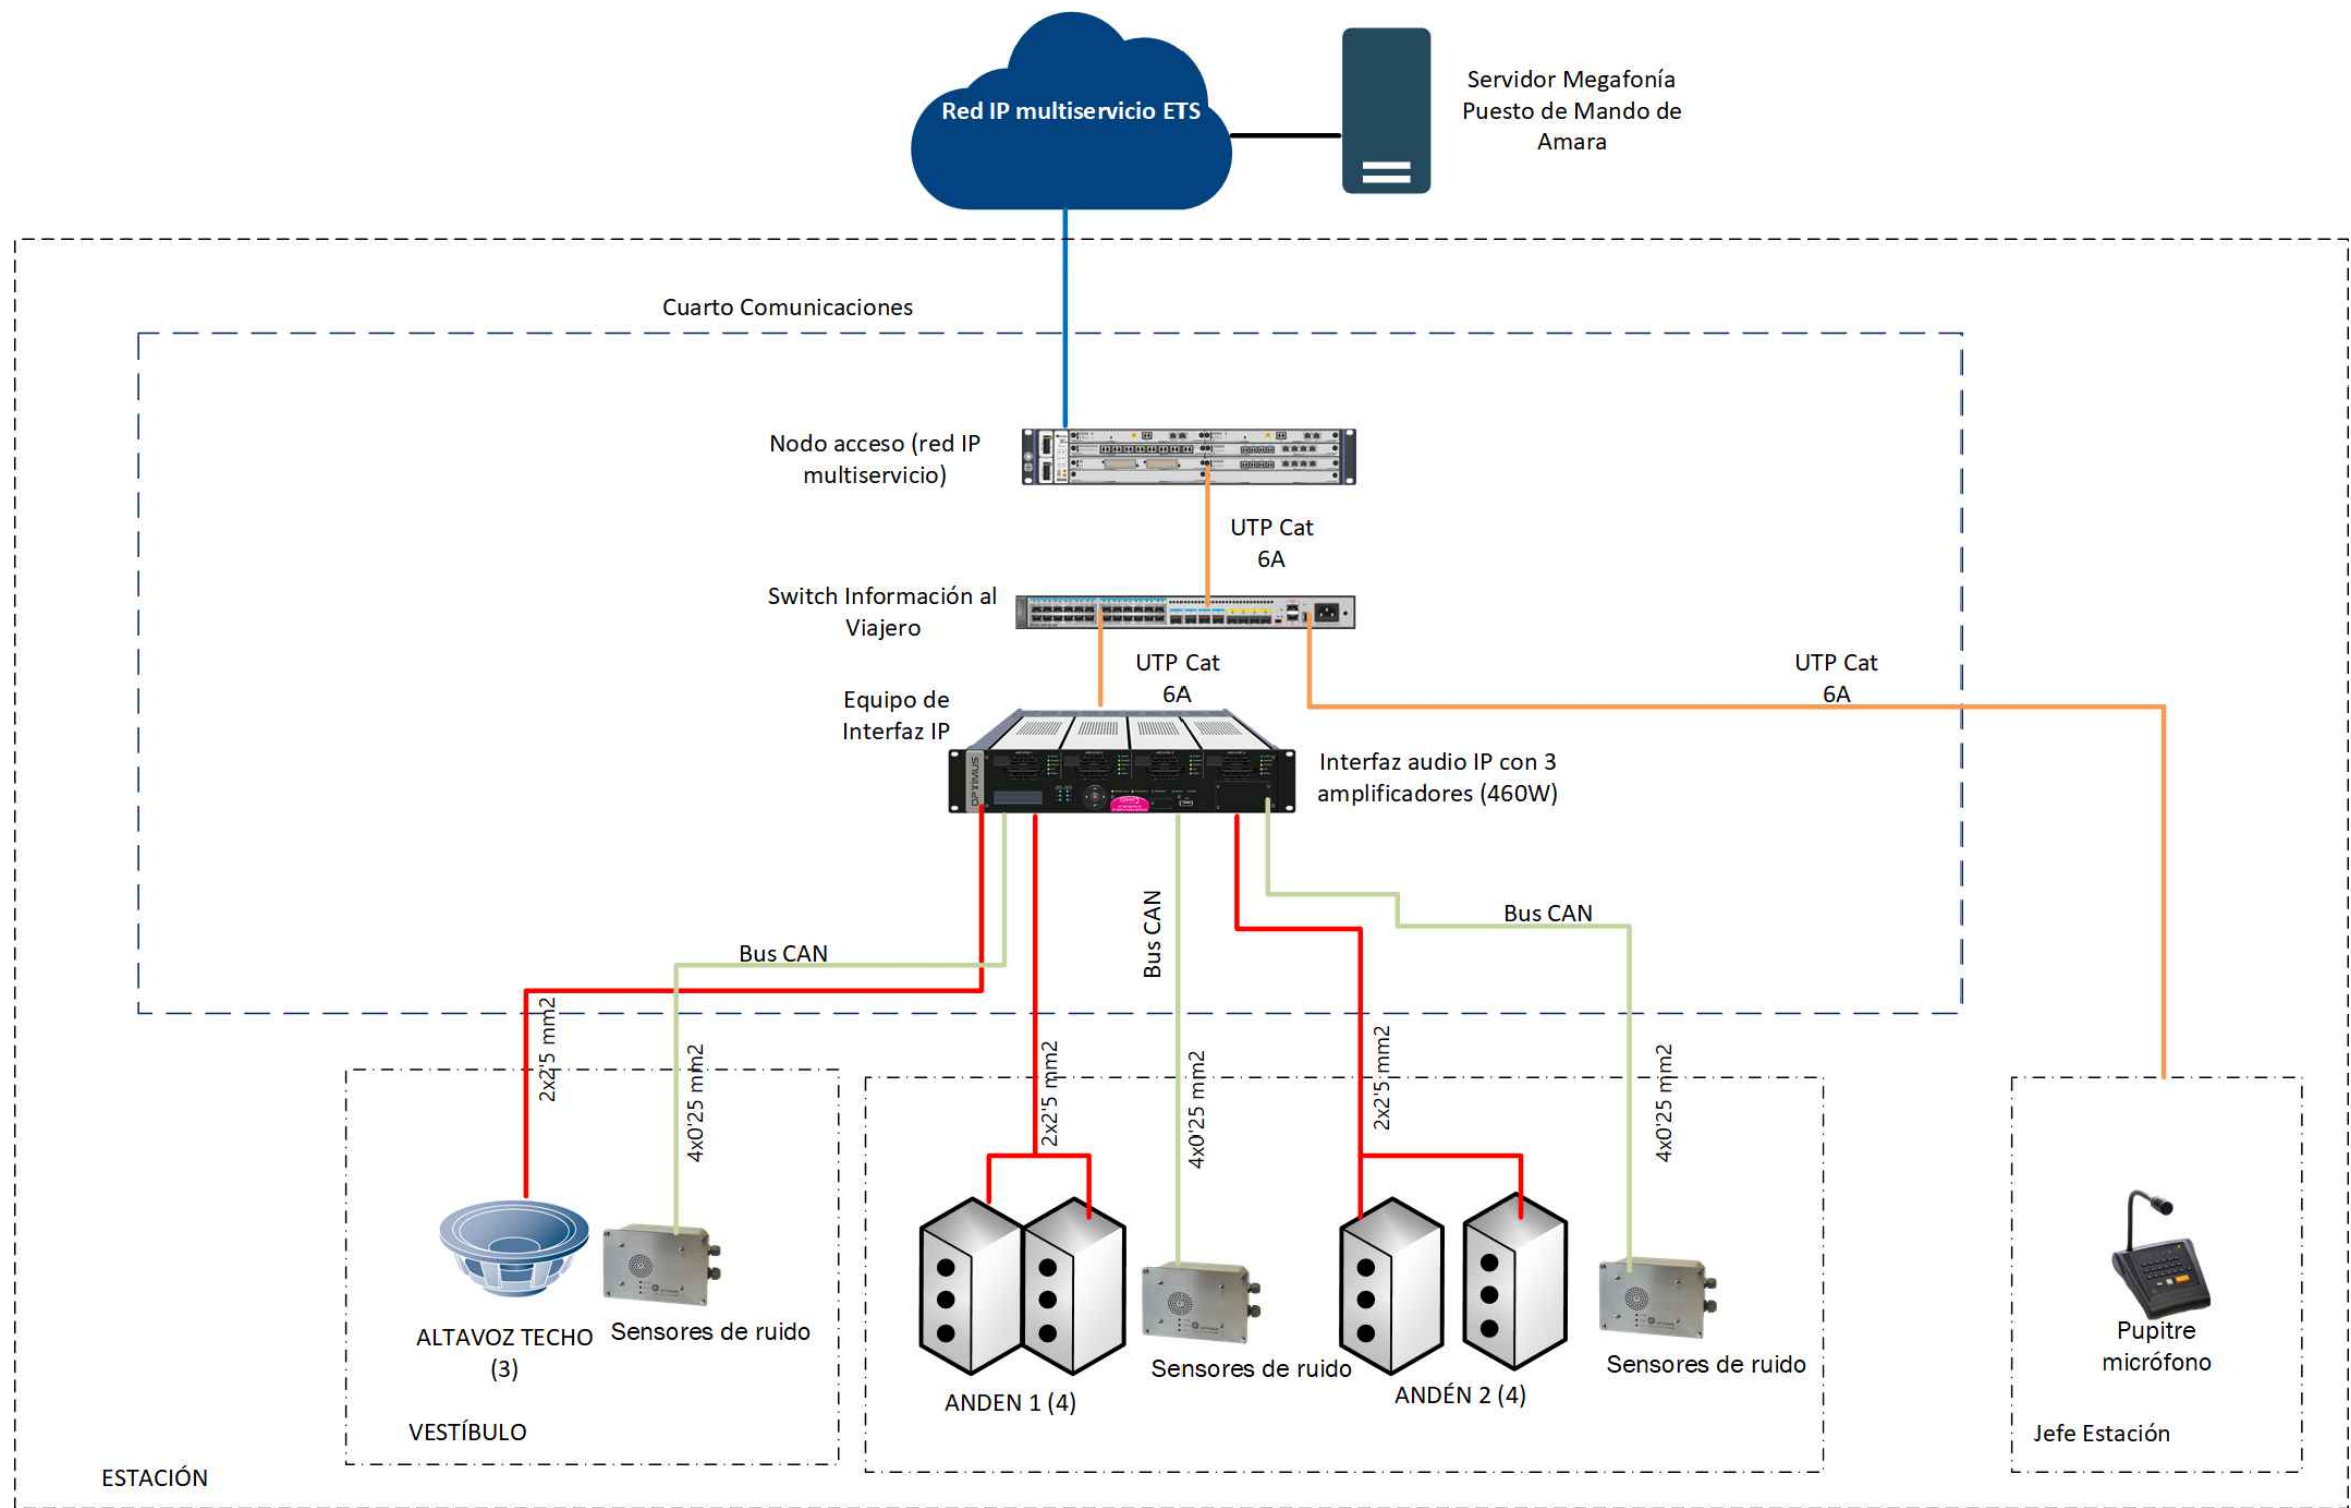 Red IP multiservicio ETS
Servidor Megafonía
Puesto de Mando de
Amara
Cuarto Comunicaciones
Nodo acceso (red IP
multiservicio)
UTP Cat
6A
Switch Información al
Viajero
UTP Cat
6A
UTP Cat
6A
Equipo de
Interfaz IP
OPTIMUS
Interfaz audio IP con 3
amplificadores (460W)
Bus CAN
Bus CAN
Bus CAN
2x2'5 mm2
4x0'25 mm2
2x2'5 mm2
4x0'25 mm2
2x2'5 mm2
4x0'25 mm2
ALTAVOZ TECHO
(3)
Sensores de ruido
VESTÍBULO
ANDEN 1 (4)
Sensores de ruido
ANDÉN 2 (4)
Sensores de ruido
Pupitre
micrófono
Jefe Estación
ESTACIÓN